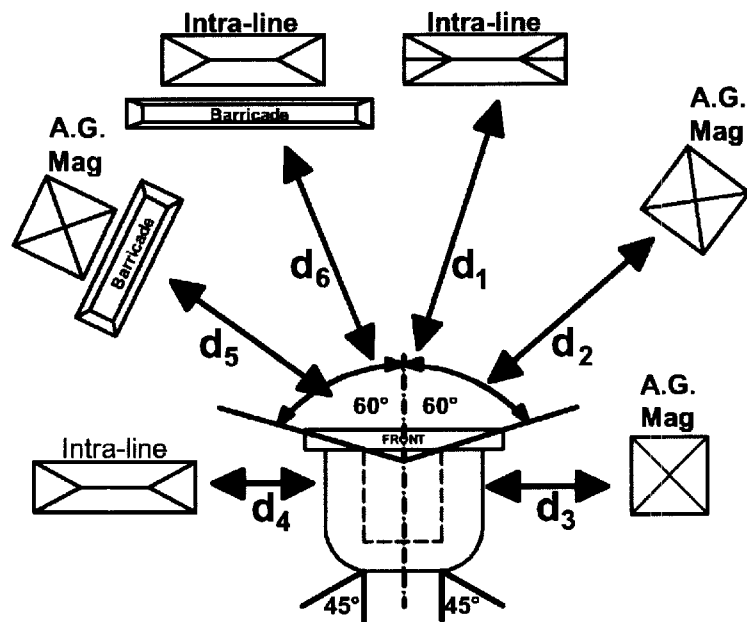 Intra-line
Intra-line
Barricade
A.G.
Mag
A.G.
Mag
Barricade
d6
d1
d5
d2
60°
60°
A.G.
Mag
FRONT
Intra-line
d4
d3
45°
45°